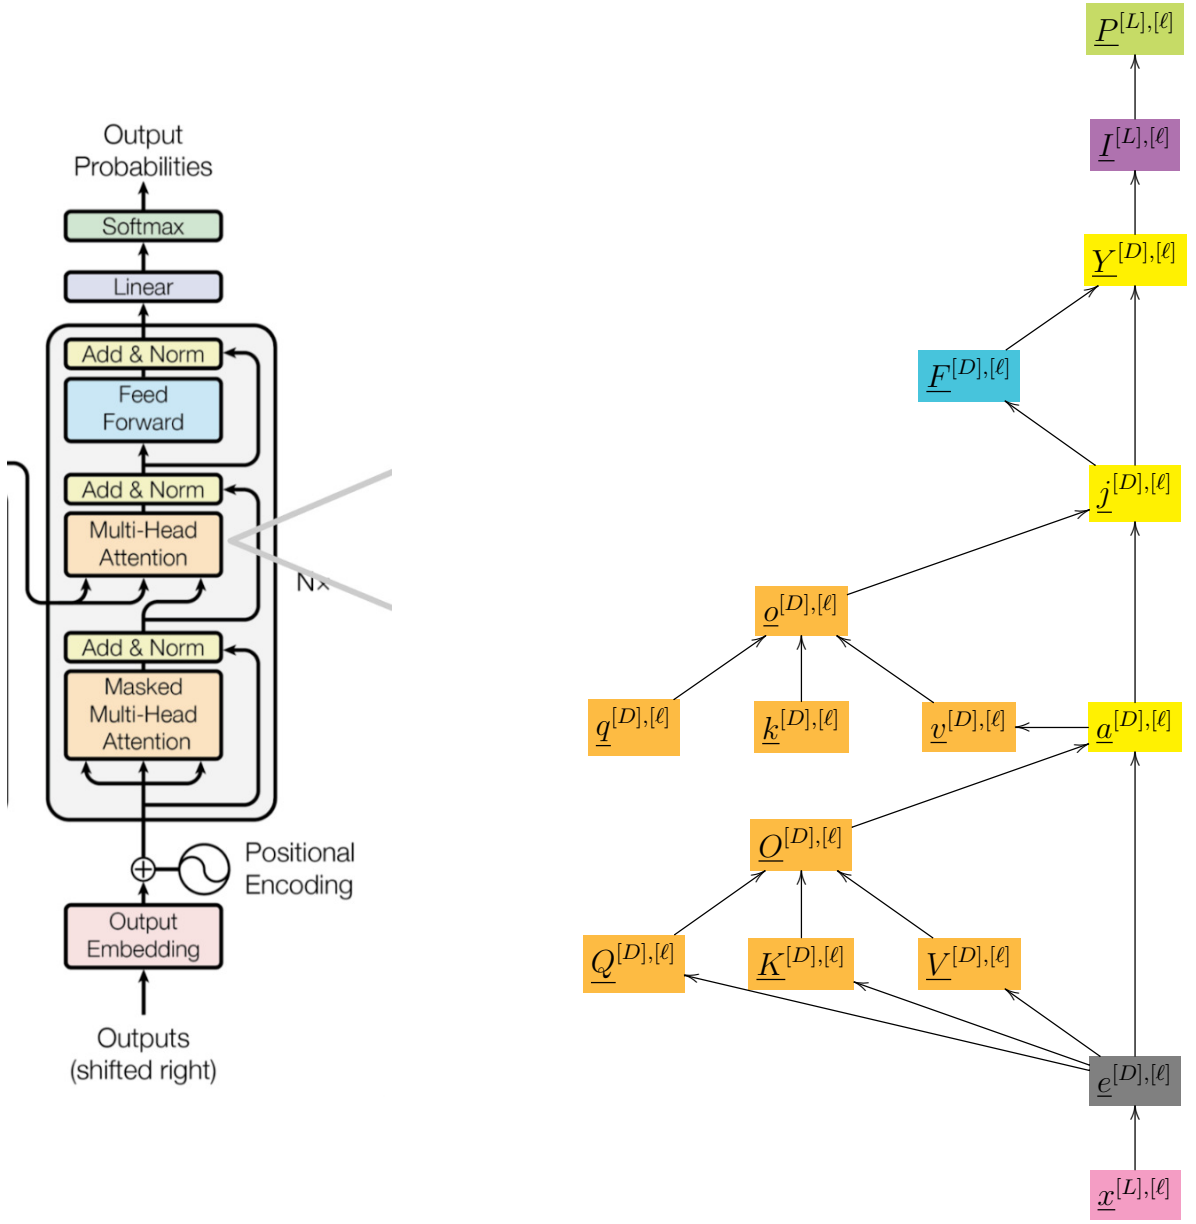 Output
Probabilities
Softmax
Linear
Add & Norm
Feed
Forward
Add & Norm
Multi-Head
Attention
N×
Add & Norm
Masked
Multi-Head
Attention
Positional
Encoding
Output
Embedding
Outputs
(shifted right)
P^{[L],[ℓ]}
I^{[L],[ℓ]}
Y^{[D],[ℓ]}
F^{[D],[ℓ]}
j^{[D],[ℓ]}
o^{[D],[ℓ]}
q^{[D],[ℓ]} k^{[D],[ℓ]} v^{[D],[ℓ]} a^{[D],[ℓ]}
O^{[D],[ℓ]}
Q^{[D],[ℓ]} K^{[D],[ℓ]} V^{[D],[ℓ]}
e^{[D],[ℓ]}
x^{[L],[ℓ]}